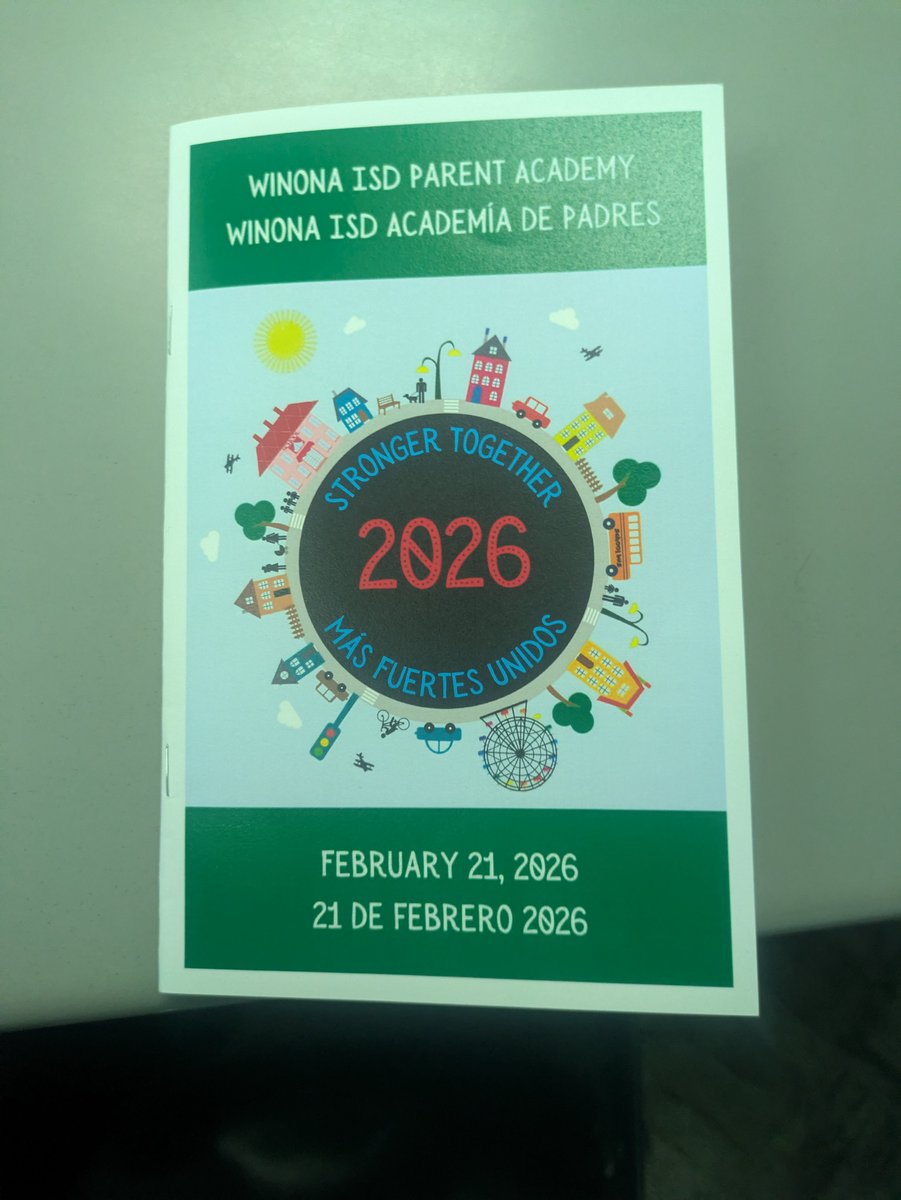 WINONA ISD PARENT ACADEMY
WINONA ISD ACADEMÍA DE PADRES
STRONGER TOGETHER
2026
MÁS FUERTES UNIDOS
FEBRUARY 21, 2026
21 DE FEBRERO 2026